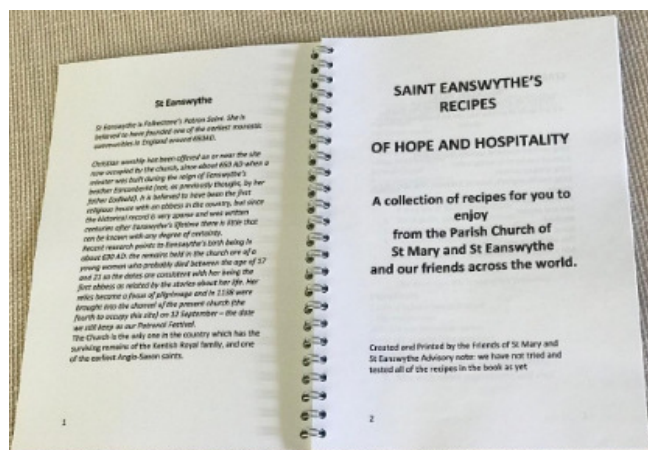 St Eanswythe
St Eanswythe is Folkestone's Patron Saint. She is
believed to have founded one of the earliest monastic
communities in England around 660AD.
Christian worship has been offered on or near the site
now occupied by the church, since about 660 AD when a
minster was built during the reign of Eanswythe's
brother Eorcenberht (not, as previously thought, by her
father Eadbald). It is believed to have been the first
religious house with an abbess in the country, but since
the historical record is very sparse and was written
centuries after Eanswythe's lifetime there is little that
can be known with any degree of certainty.
Recent research points to Eanswythe's birth being in
about 630 AD: the remains held in the church are of a
young woman who probably died between the age of 17
and 21 so the dates are consistent with her being the
first abbess as related by the stories about her life. Her
relics became a focus of pilgrimage and in 1138 were
brought into the chancel of the present church (the
fourth to occupy this site) on 12 September – the date
we still keep as our Patronal Festival.
The Church is the only one in the country which has the
surviving remains of the Kentish Royal family, and one
of the earliest Anglo-Saxon saints.
1
SAINT EANSWYTHE'S
RECIPES
OF HOPE AND HOSPITALITY
A collection of recipes for you to
enjoy
from the Parish Church of
St Mary and St Eanswythe
and our friends across the world.
Created and Printed by the Friends of St Mary and
St Eanswythe Advisory note: we have not tried and
tested all of the recipes in the book as yet
2